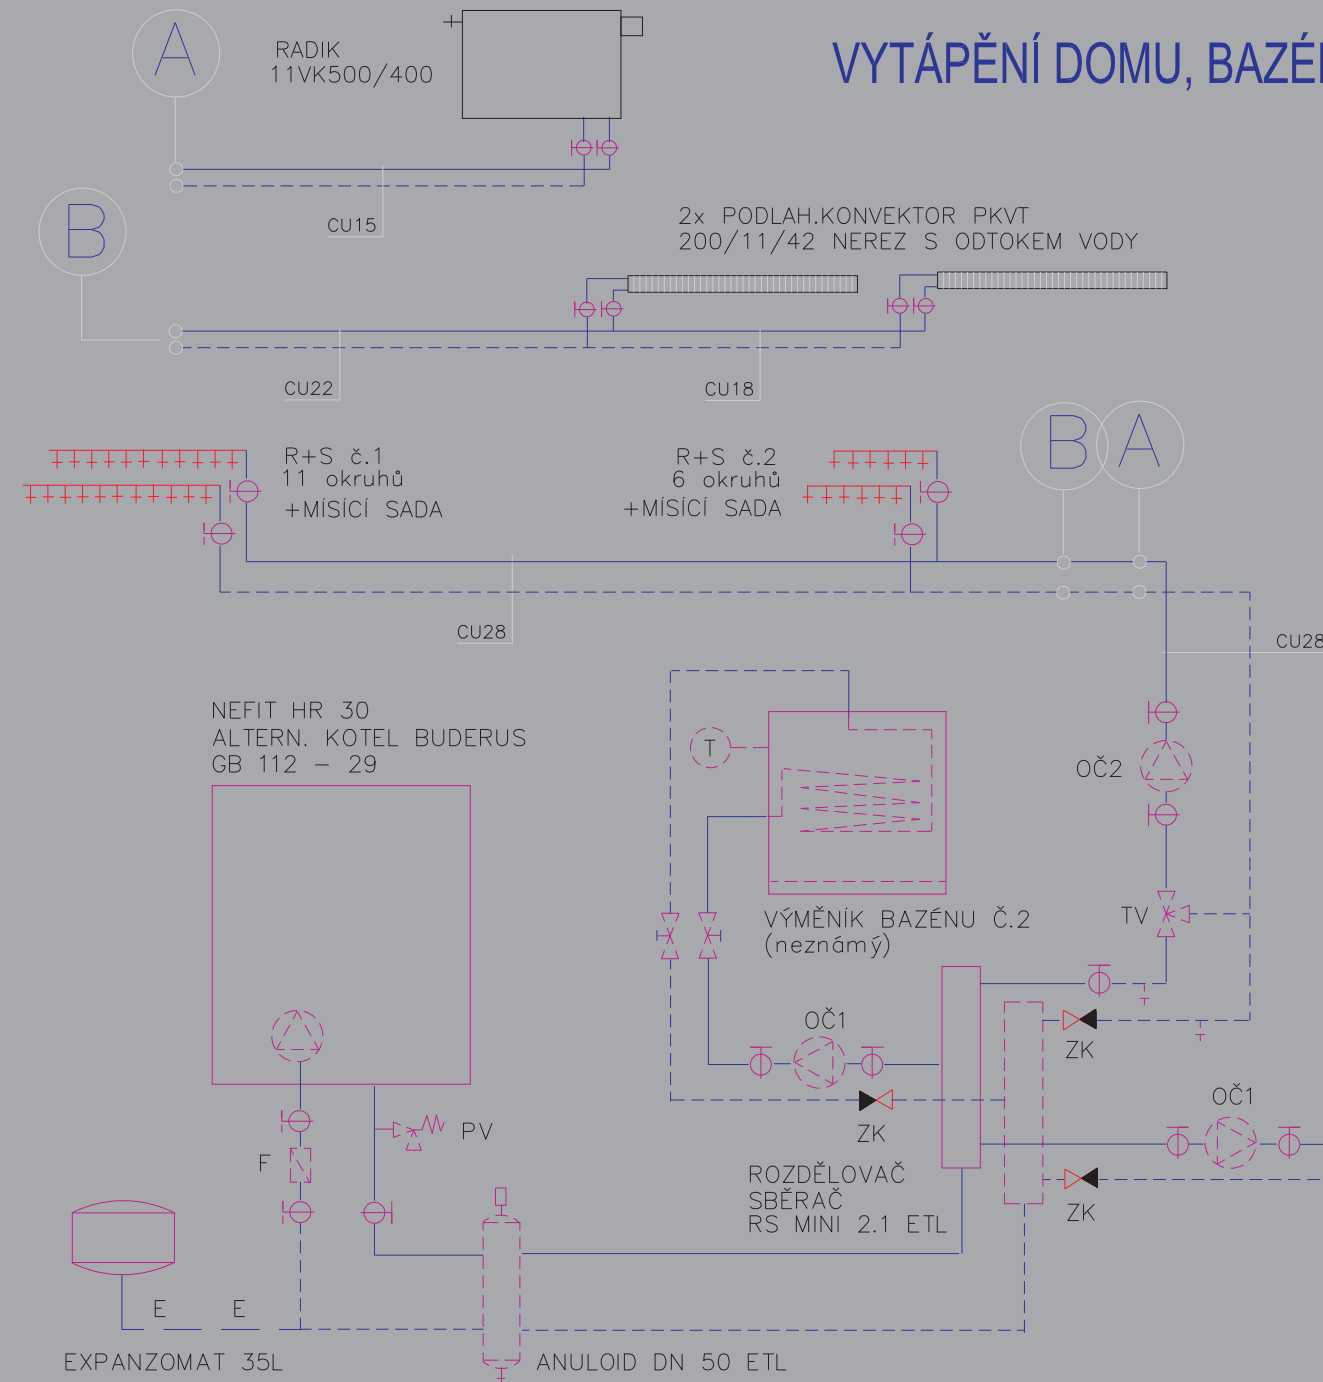 A
RADIK
11VK500/400
VYTÁPĚNÍ DOMU, BAZÉ
B
CU15
2x PODLAH.KONVEKTOR PKVT
200/11/42 NEREZ S ODTOKEM VODY
CU22
CU18
B
A
R+S č.1
11 okruhů
+MÍSÍCÍ SADA
R+S č.2
6 okruhů
+MÍSÍCÍ SADA
CU28
CU28
NEFIT HR 30
ALTERN. KOTEL BUDERUS
GB 112 - 29
T
OČ2
TV
VÝMĚNÍK BAZÉNU Č.2
(neznámý)
OČ1
ZK
ZK
OČ1
PV
F
ROZDĚLOVAČ
SBĚRAČ
RS MINI 2.1 ETL
ZK
E
E
EXPANZOMAT 35L
ANULOID DN 50 ETL